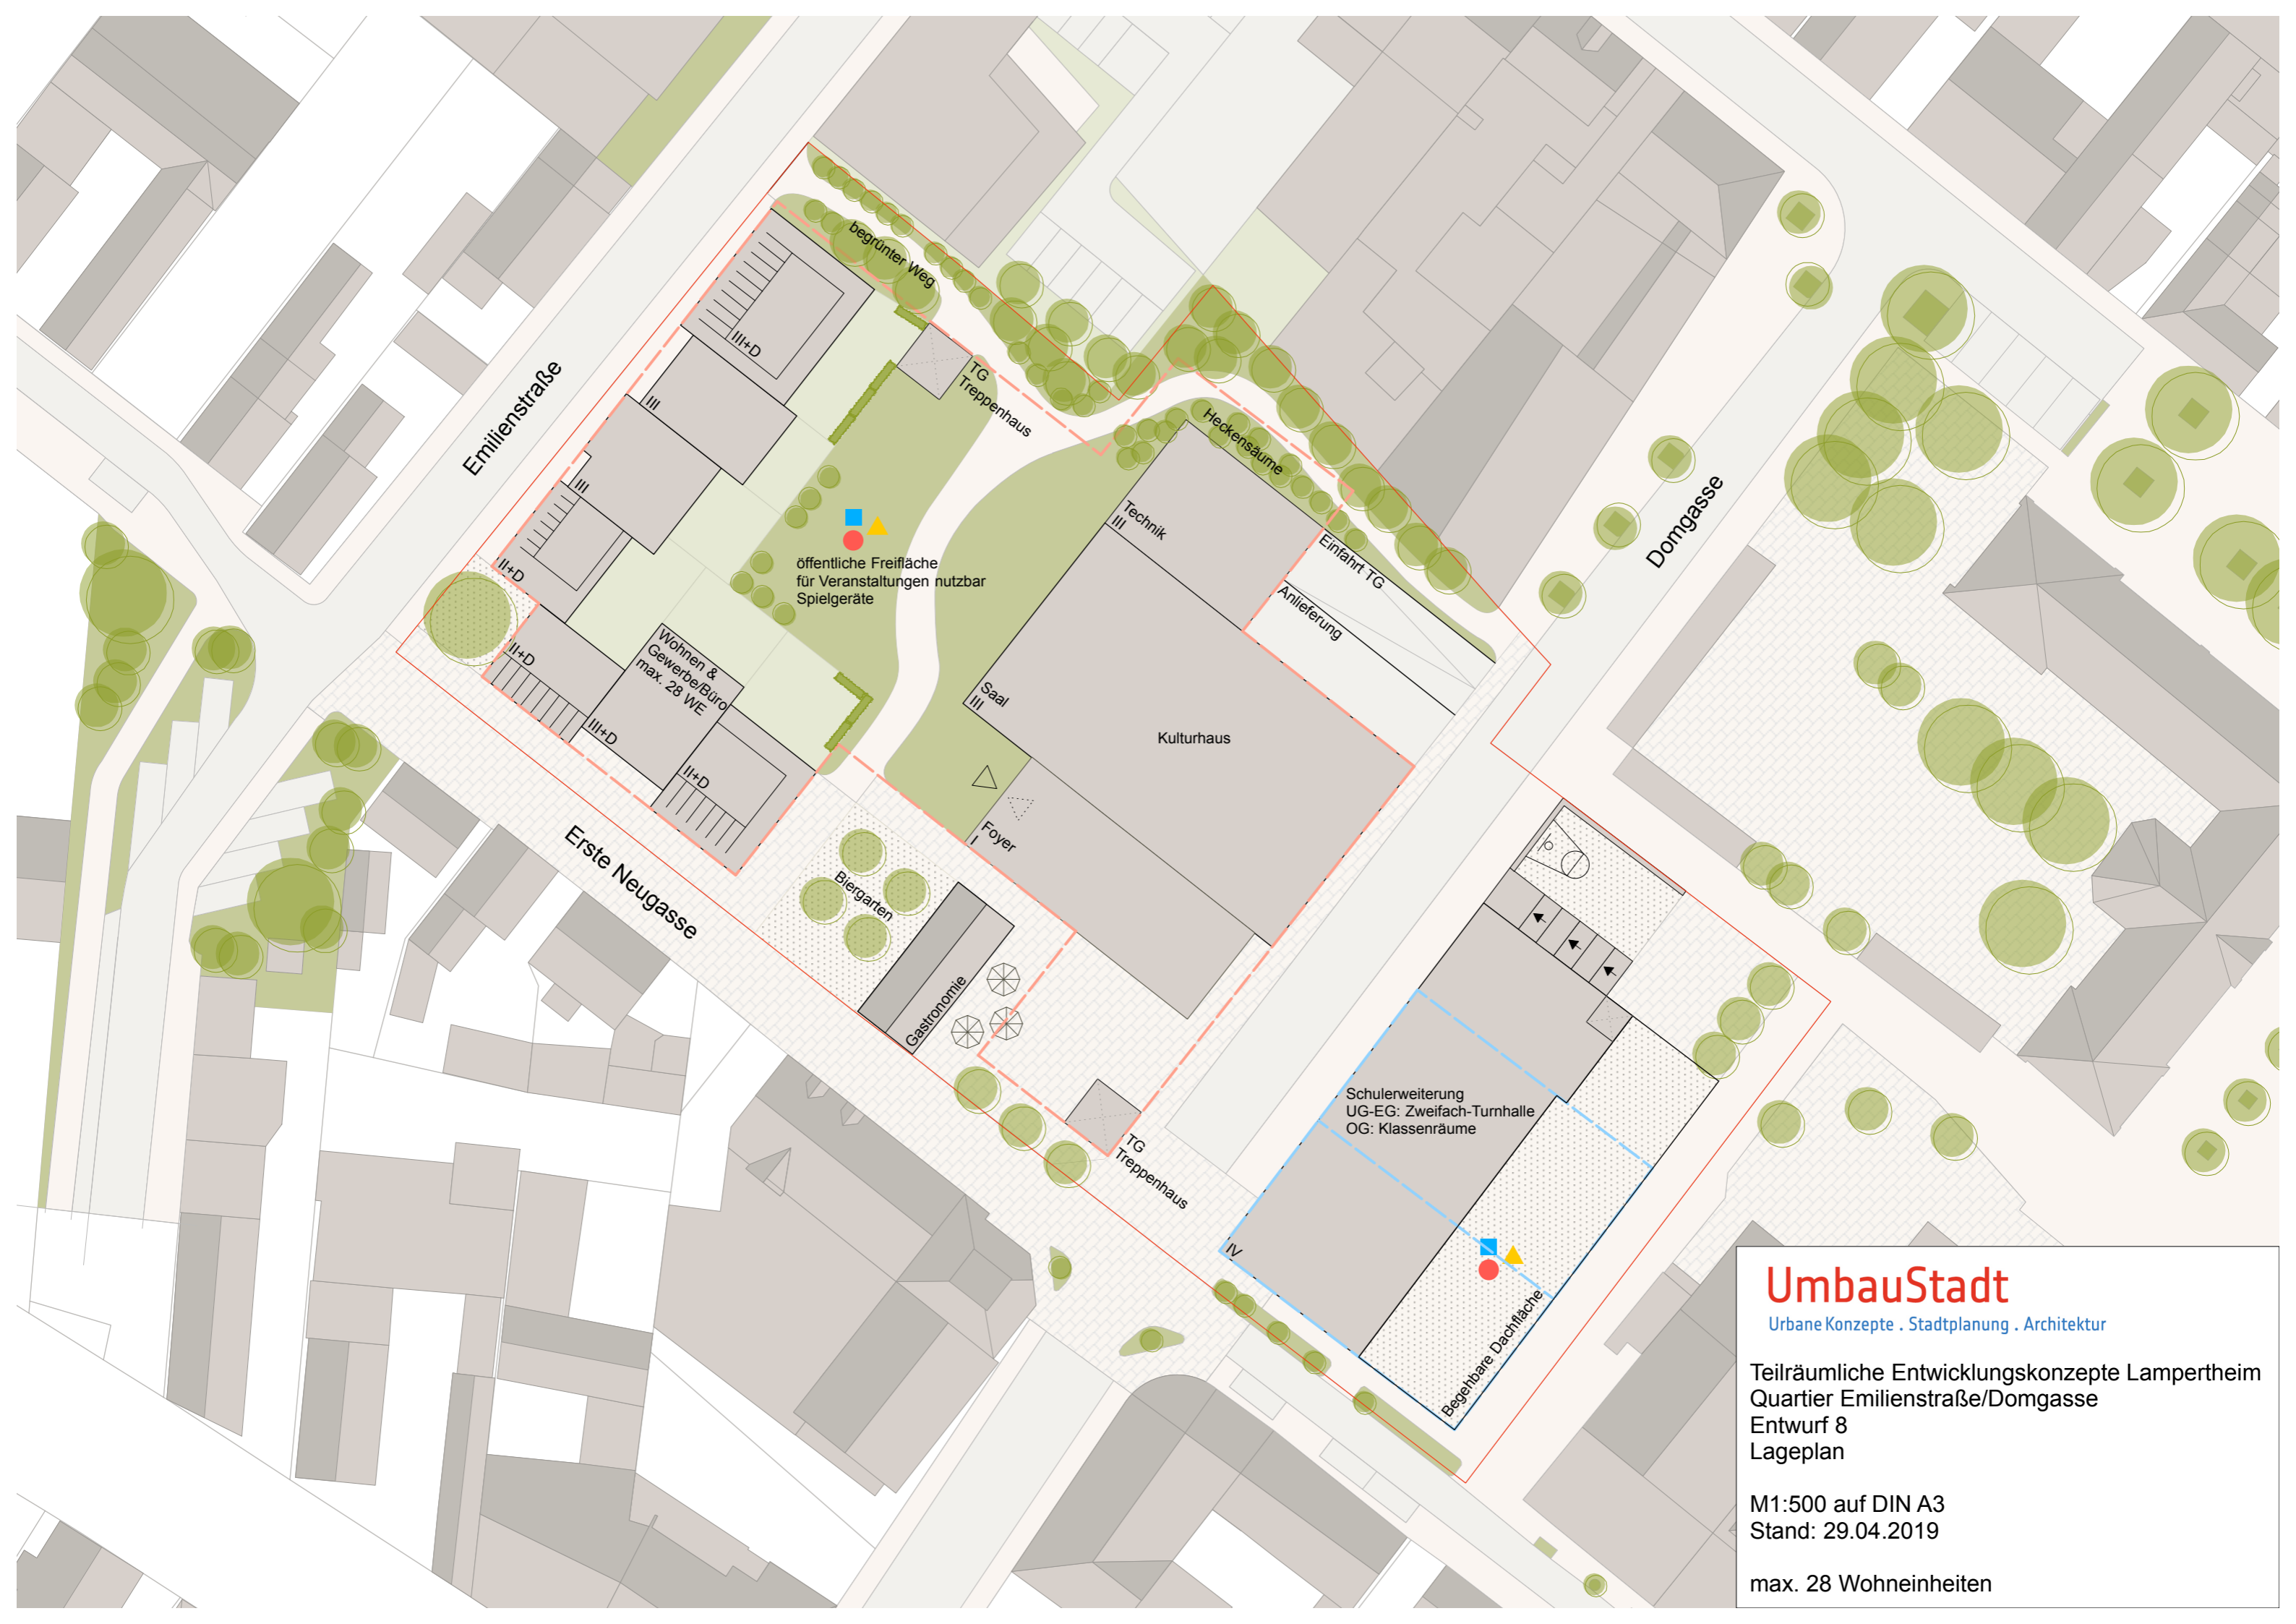 begrünter Weg
III+D
TG
Treppenhaus
III
Emilienstraße
Heckensäume
III
Technik
III
Domgasse
öffentliche Freifläche
für Veranstaltungen nutzbar
Spielgeräte
Einfahrt TG
Anlieferung
II+D
II+D
Wohnen &
Gewerbe/Büro
max. 28 WE
III+D
II+D
Saal
III
Kulturhaus
Foyer
I
Erste Neugasse
Biergarten
Gastronomie
Schulerweiterung
UG-EG: Zweifach-Turnhalle
OG: Klassenräume
TG
Treppenhaus
IV
Begehbare Dachfläche
UmbauStadt
Urbane Konzepte . Stadtplanung . Architektur
Teilräumliche Entwicklungskonzepte Lampertheim
Quartier Emilienstraße/Domgasse
Entwurf 8
Lageplan
M1:500 auf DIN A3
Stand: 29.04.2019
max. 28 Wohneinheiten